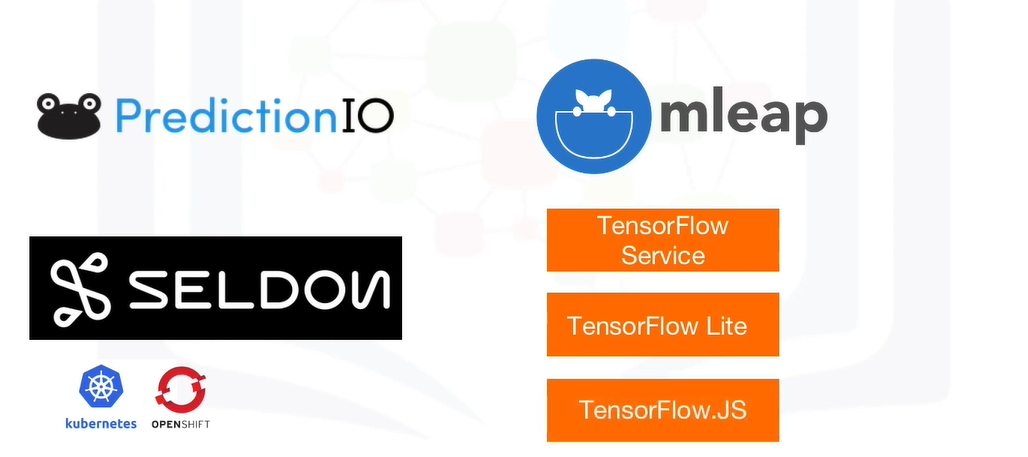 PredictionIO
mleap
SELDON
kubernetes
OPENSHIFT
TensorFlow
Service
TensorFlow Lite
TensorFlow.JS